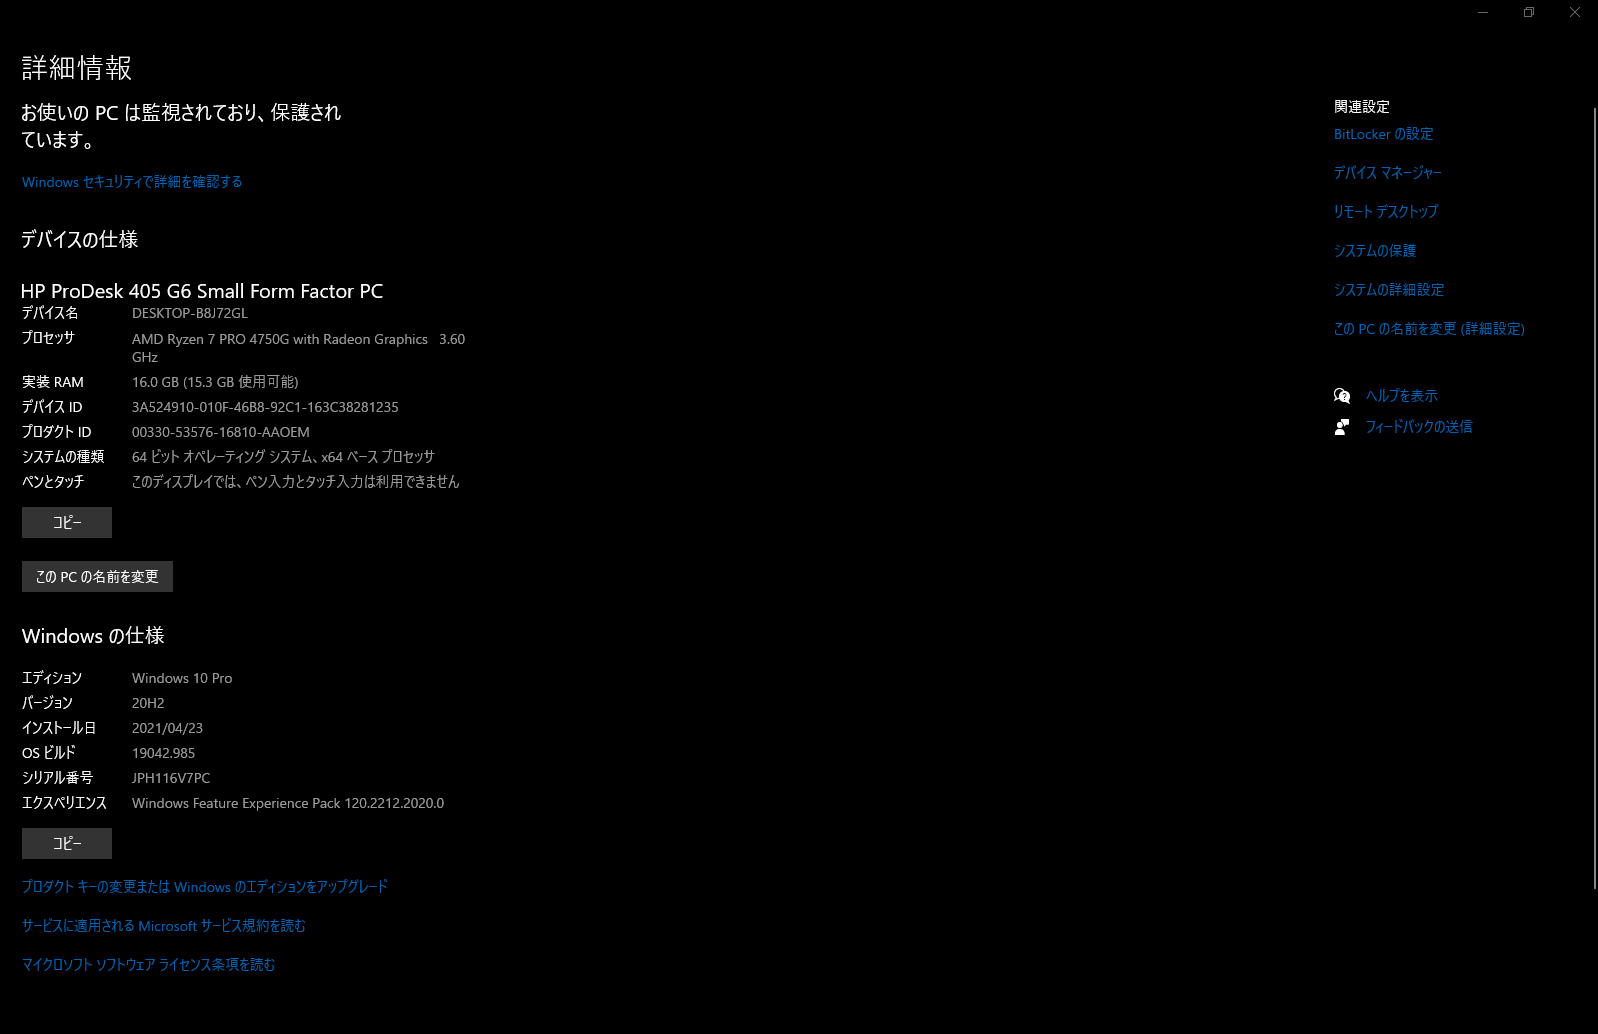 詳細情報
お使いの PC は監視されており、保護され
ています。
Windows セキュリティで詳細を確認する
デバイスの仕様
HP ProDesk 405 G6 Small Form Factor PC
デバイス名 DESKTOP-B8J72GL
プロセッサ AMD Ryzen 7 PRO 4750G with Radeon Graphics 3.60
GHz
実装 RAM 16.0 GB (15.3 GB 使用可能)
デバイス ID 3A524910-010F-46B8-92C1-163C38281235
プロダクト ID 00330-53576-16810-AAOEM
システムの種類 64 ビット オペレーティング システム、x64 ベース プロセッサ
ペンとタッチ このディスプレイでは、ペン入力とタッチ入力は利用できません
コピー
この PC の名前を変更
Windows の仕様
エディション Windows 10 Pro
バージョン 20H2
インストール日 2021/04/23
OS ビルド 19042.985
シリアル番号 JPH116V7PC
エクスペリエンス Windows Feature Experience Pack 120.2212.2020.0
コピー
プロダクト キーの変更または Windows のエディションをアップグレード
サービスに適用される Microsoft サービス規約を読む
マイクロソフト ソフトウェア ライセンス条項を読む
関連設定
BitLocker の設定
デバイス マネージャー
リモート デスクトップ
システムの保護
システムの詳細設定
この PC の名前を変更 (詳細設定)
ヘルプを表示
フィードバックの送信